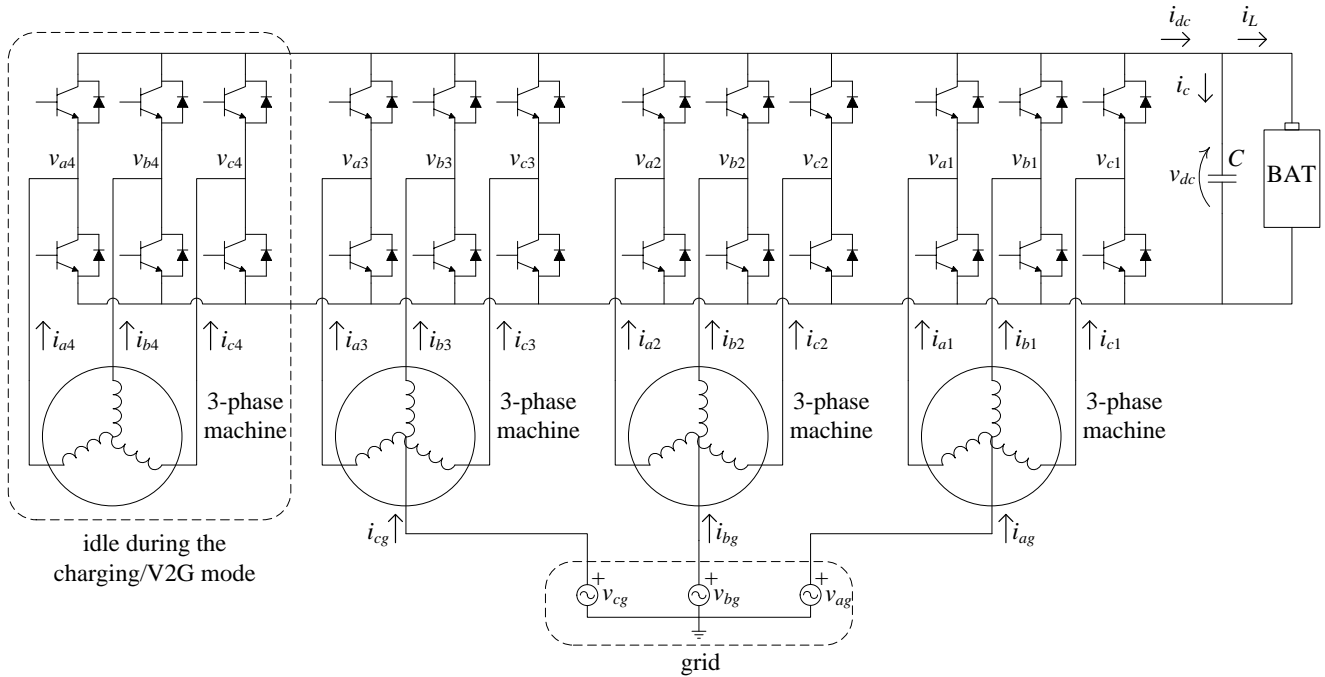 i_dc i_L
i_c
v_a4 v_b4 v_c4 v_a3 v_b3 v_c3 v_a2 v_b2 v_c2 v_a1 v_b1 v_c1
v_dc C BAT
i_a4 i_b4 i_c4 i_a3 i_b3 i_c3 i_a2 i_b2 i_c2 i_a1 i_b1 i_c1
3-phase
machine
3-phase
machine
3-phase
machine
3-phase
machine
i_cg i_bg i_ag
idle during the
charging/V2G mode
+ + +
v_cg v_bg v_ag
grid